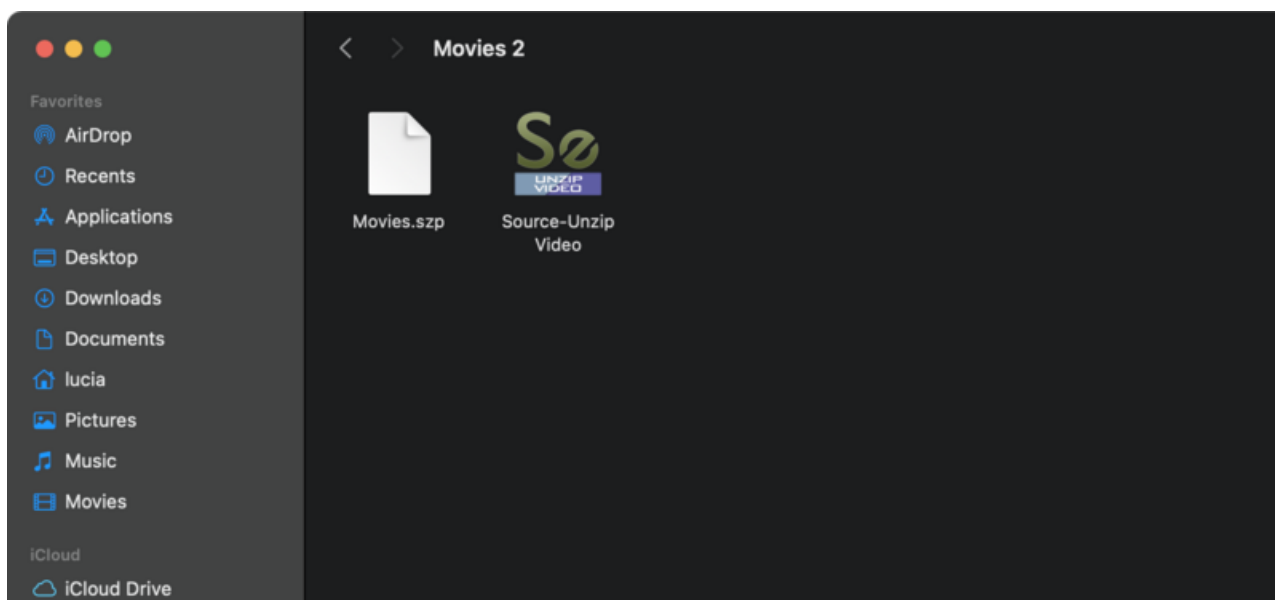 Movies 2
Favorites
AirDrop
Recents
Applications
Desktop
Downloads
Documents
lucia
Pictures
Music
Movies
iCloud
iCloud Drive
Se
UNZIP
VIDEO
Movies.szp
Source-Unzip
Video